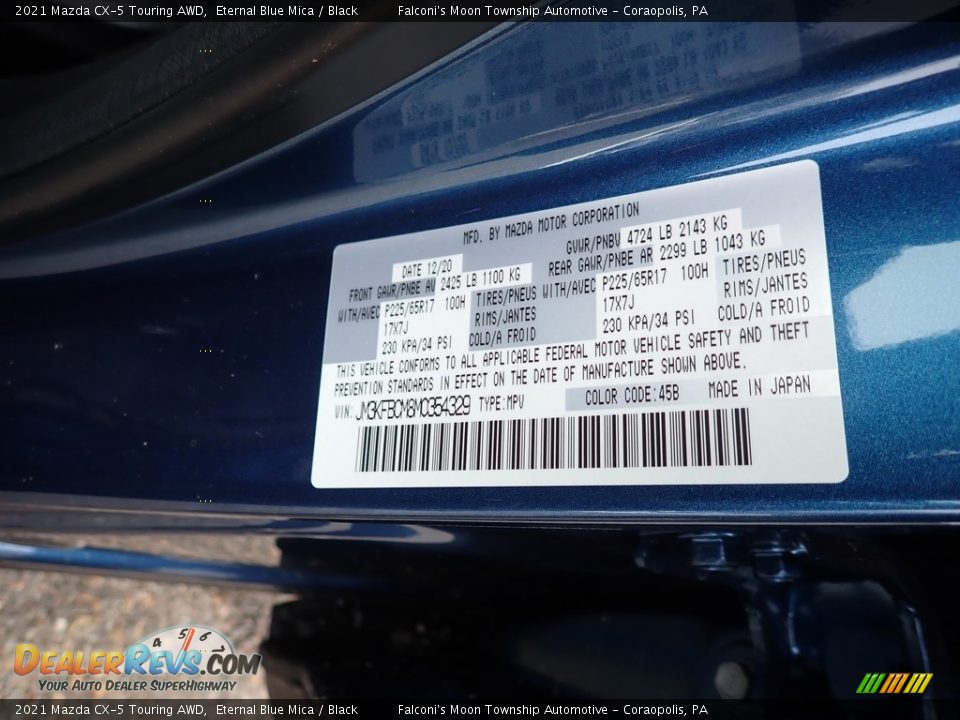 2021 Mazda CX-5 Touring AWD, Eternal Blue Mica / Black Falconi's Moon Township Automotive - Coraopolis, PA
MFD. BY MAZDA MOTOR CORPORATION
DATE 12/20 GVWR/PNBV 4724 LB 2143 KG
FRONT GAWR/PNBE AV 2425 LB 1100 KG REAR GAWR/PNBE AR 2299 LB 1043 KG
WITH/AVEC P225/65R17 100H TIRES/PNEUS WITH/AVEC P225/65R17 100H TIRES/PNEUS
17X7J RIMS/JANTES 17X7J RIMS/JANTES
230 KPA/34 PSI COLD/A FROID 230 KPA/34 PSI COLD/A FROID
THIS VEHICLE CONFORMS TO ALL APPLICABLE FEDERAL MOTOR VEHICLE SAFETY AND THEFT
PREVENTION STANDARDS IN EFFECT ON THE DATE OF MANUFACTURE SHOWN ABOVE.
VIN: JM3KFBCM8M0354329 TYPE:MPV COLOR CODE:45B MADE IN JAPAN
4 5 6
DealerRevs.com
Your Auto Dealer SuperHighway
2021 Mazda CX-5 Touring AWD, Eternal Blue Mica / Black Falconi's Moon Township Automotive - Coraopolis, PA